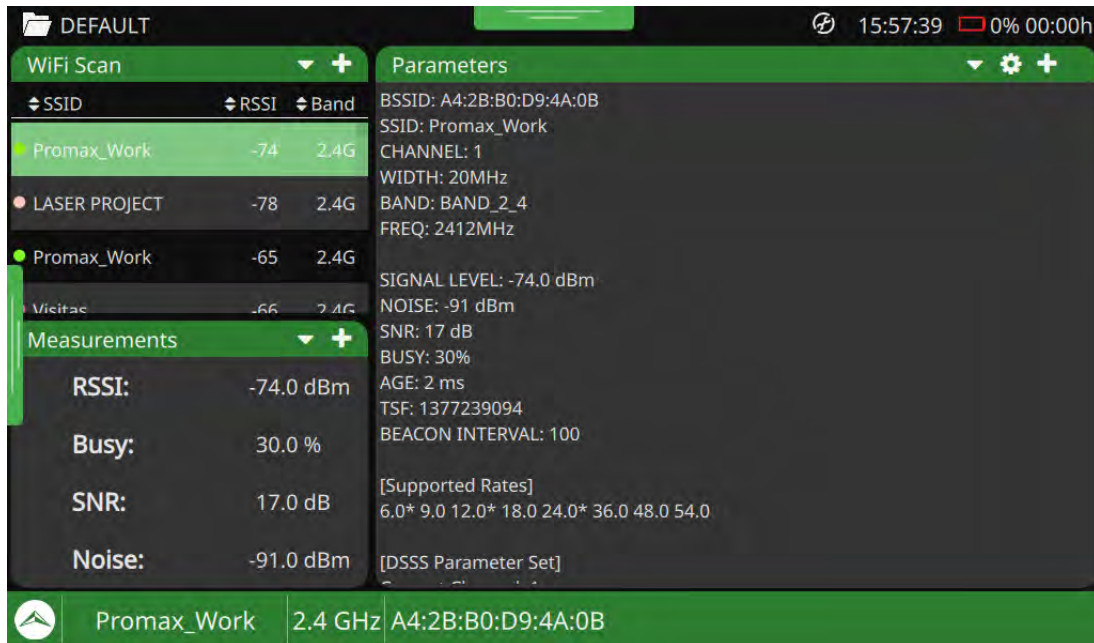 DEFAULT
15:57:39 0% 00:00h
WiFi Scan
SSID RSSI Band
Promax_Work -74 2.4G
LASER PROJECT -78 2.4G
Promax_Work -65 2.4G
Visitas -66 2.4G
Measurements
RSSI: -74.0 dBm
Busy: 30.0 %
SNR: 17.0 dB
Noise: -91.0 dBm
Parameters
BSSID: A4:2B:B0:D9:4A:0B
SSID: Promax_Work
CHANNEL: 1
WIDTH: 20MHz
BAND: BAND_2_4
FREQ: 2412MHz
SIGNAL LEVEL: -74.0 dBm
NOISE: -91 dBm
SNR: 17 dB
BUSY: 30%
AGE: 2 ms
TSF: 1377239094
BEACON INTERVAL: 100
[Supported Rates]
6.0* 9.0 12.0* 18.0 24.0* 36.0 48.0 54.0
[DSSS Parameter Set]
Promax_Work 2.4 GHz A4:2B:B0:D9:4A:0B